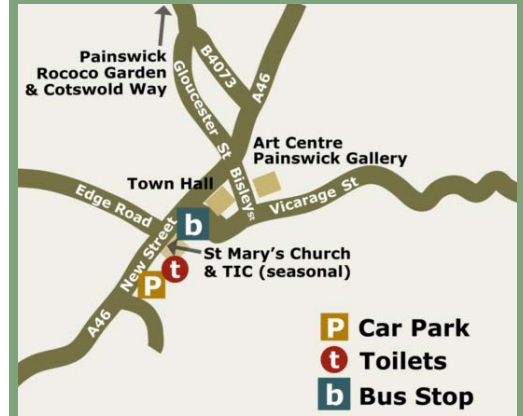 Painswick
Rococo Garden
& Cotswold Way
B4073
Gloucester St
A46
Art Centre
Painswick Gallery
Town Hall
Bisley St
Edge Road
Vicarage St
b
New Street
St Mary's Church
& TIC (seasonal)
t
P
A46
P Car Park
t Toilets
b Bus Stop